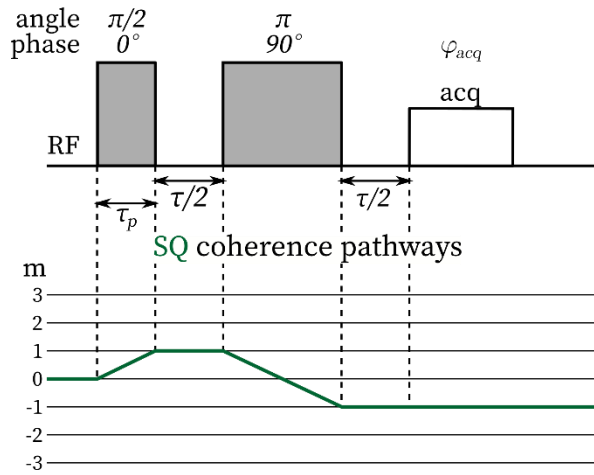 angle π/2 π
phase 0° 90° φ_acq
acq
RF
τ/2 τ/2
τ_p
SQ coherence pathways
m
3
2
1
0
-1
-2
-3